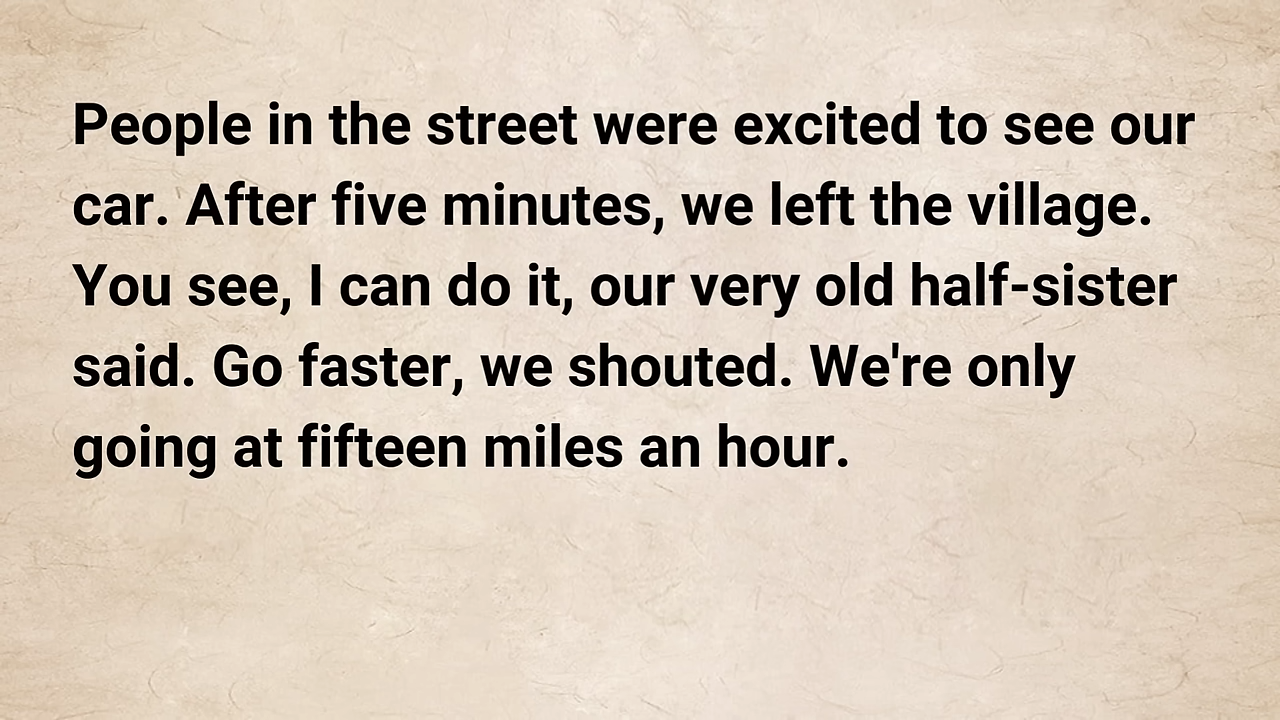 People in the street were excited to see our
car. After five minutes, we left the village.
You see, I can do it, our very old half-sister
said. Go faster, we shouted. We're only
going at fifteen miles an hour.